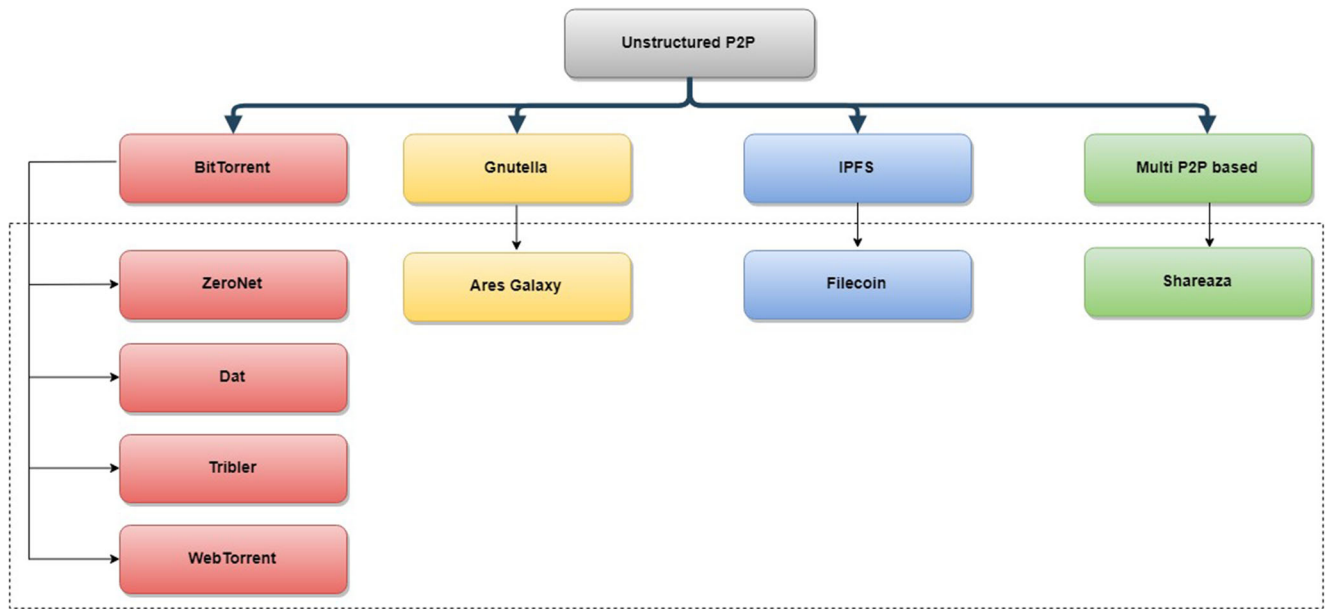 Unstructured P2P
BitTorrent
Gnutella
IPFS
Multi P2P based
ZeroNet
Ares Galaxy
Filecoin
Shareaza
Dat
Tribler
WebTorrent